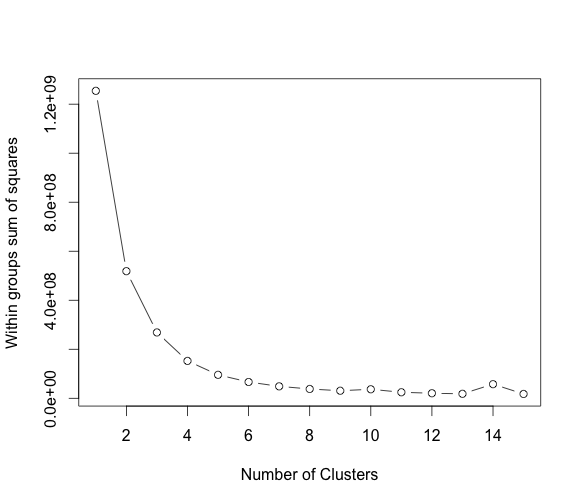 Within groups sum of squares
1.2e+09
8.0e+08
4.0e+08
0.0e+00
2 4 6 8 10 12 14
Number of Clusters